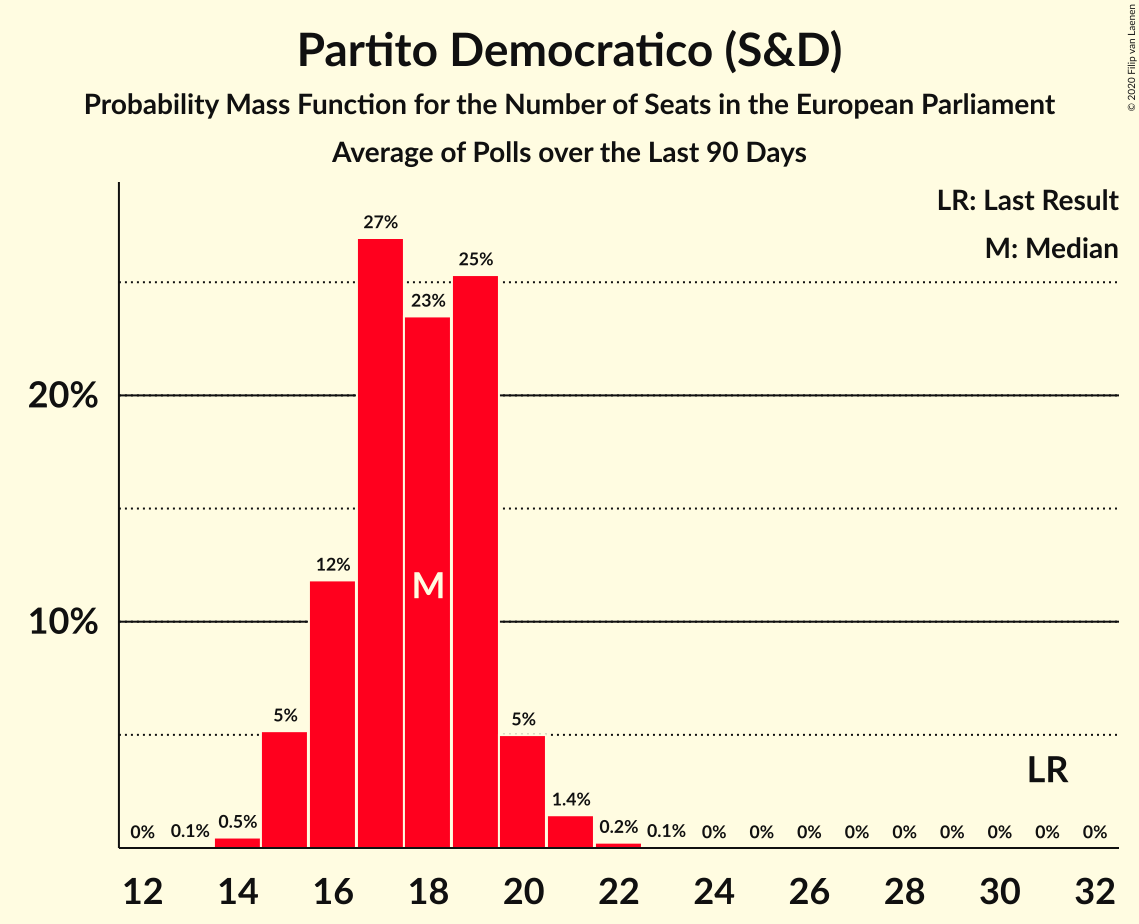 Partito Democratico (S&D)
Probability Mass Function for the Number of Seats in the European Parliament
Average of Polls over the Last 90 Days
© 2020 Filip van Laenen
LR: Last Result
M: Median
20%
10%
0%
0.1%
0.5%
5%
12%
27%
23%
25%
5%
1.4%
0.2%
0.1%
0%
0%
0%
0%
0%
0%
0%
0%
0%
M
LR
12 14 16 18 20 22 24 26 28 30 32